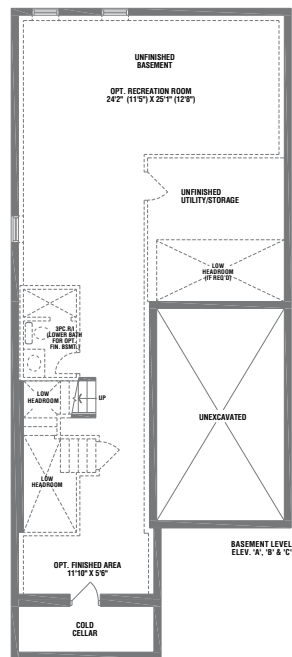 UNFINISHED
BASEMENT
OPT. RECREATION ROOM
24'2" (11'5") X 25'1" (12'8")
UNFINISHED
UTILITY/STORAGE
LOW
HEADROOM
(IF REQ'D)
3PC.R/I
(LOWER BATH
FOR OPT.
FIN. BSMT.)
LOW
HEADROOM
UP
UNEXCAVATED
LOW
HEADROOM
BASEMENT LEVEL
ELEV. 'A', 'B' & 'C'
OPT. FINISHED AREA
11'10" X 5'6"
COLD
CELLAR